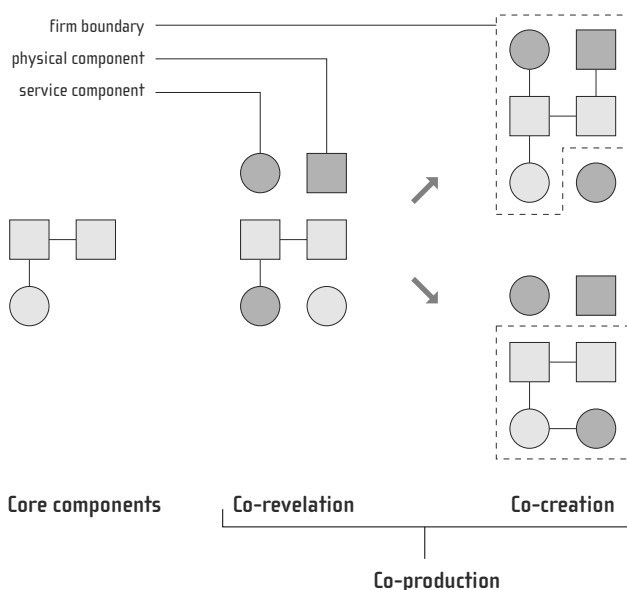 firm boundary
physical component
service component
Core components
Co-revelation
Co-creation
Co-production